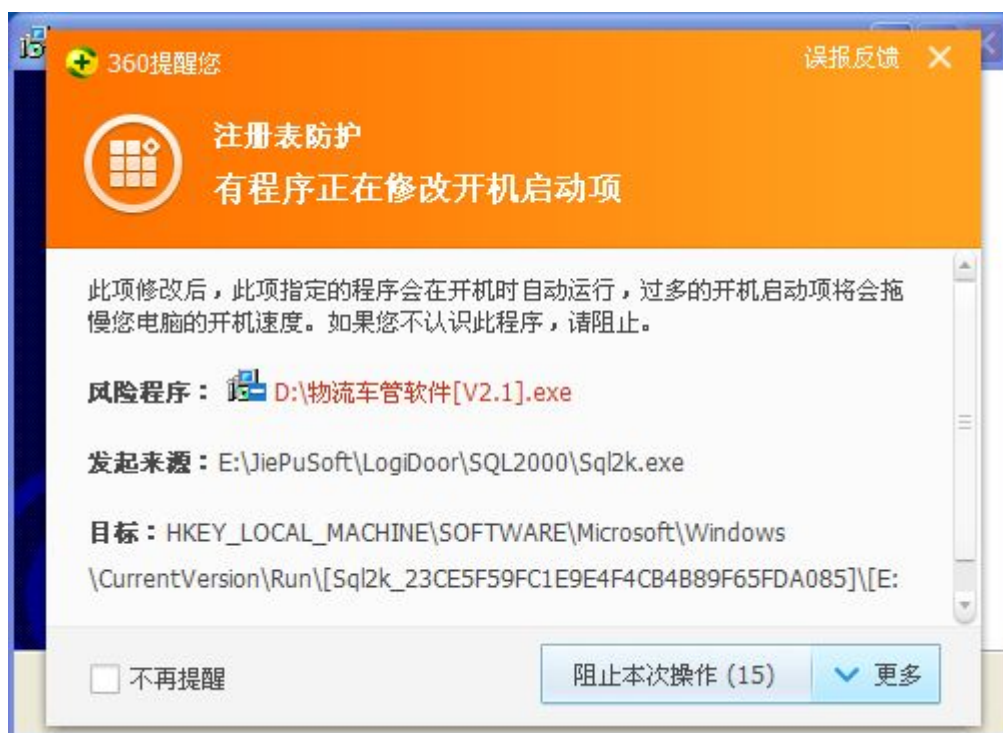 360提醒您
误报反馈
注册表防护
有程序正在修改开机启动项
此项修改后，此项指定的程序会在开机时自动运行，过多的开机启动项将会拖
慢您电脑的开机速度。如果您不认识此程序，请阻止。
风险程序： D:\物流车管软件[V2.1].exe
发起来源：E:\JiePuSoft\LogiDoor\SQL2000\Sql2k.exe
目标：HKEY_LOCAL_MACHINE\SOFTWARE\Microsoft\Windows
\CurrentVersion\Run\[Sql2k_23CE5F59FC1E9E4F4CB4B89F65FDA085]\[E:
不再提醒
阻止本次操作 (15)
更多